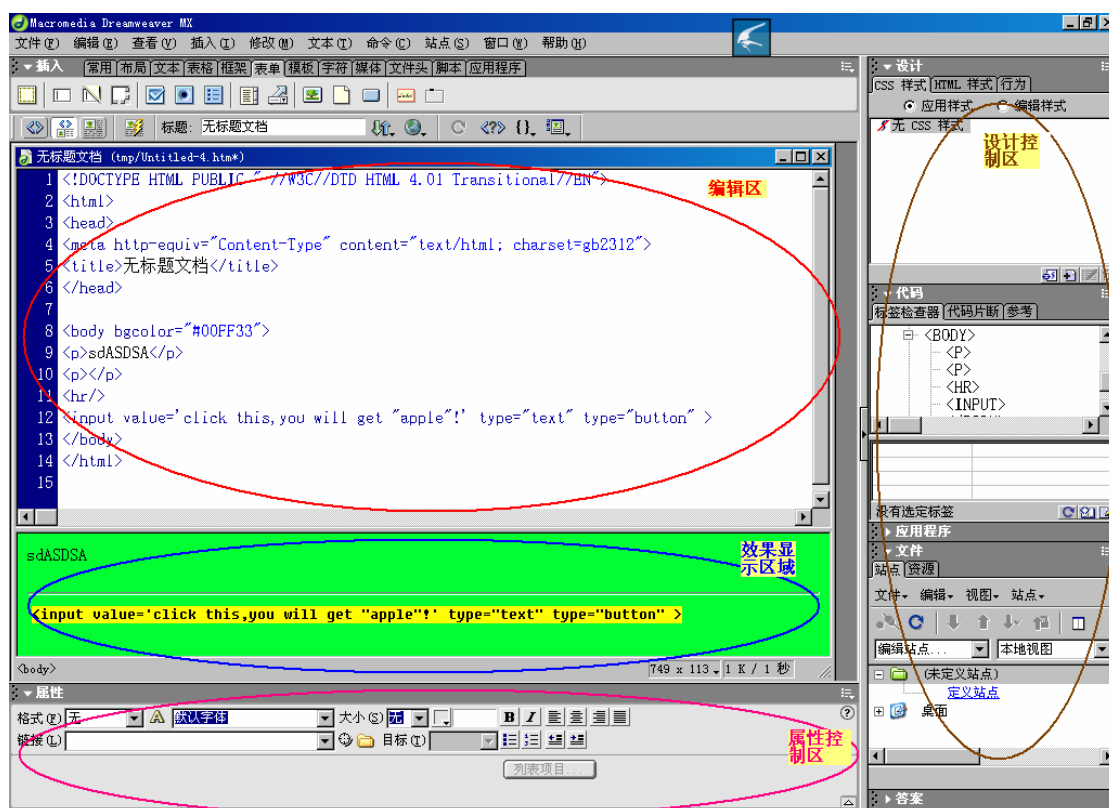 Macromedia Dreamweaver MX
文件(F) 编辑(E) 查看(V) 插入(I) 修改(M) 文本(T) 命令(C) 站点(S) 窗口(W) 帮助(H)
插入 常用 布局 文本 表格 框架 表单 模板 字符 媒体 文件头 脚本 应用程序
标题: 无标题文档
无标题文档 (tmp/Untitled-4.htm*)
1 <!DOCTYPE HTML PUBLIC "-//W3C//DTD HTML 4.01 Transitional//EN">
编辑区
2 <html>
3 <head>
4 <meta http-equiv="Content-Type" content="text/html; charset=gb2312">
5 <title>无标题文档</title>
6 </head>
7
8 <body bgcolor="#00FF33">
9 <p>sdASDSA</p>
10 <p></p>
11 <hr/>
12 <input value='click this,you will get "apple"!' type="text" type="button" >
13 </body>
14 </html>
15
sdASDSA
效果显
示区域
<input value='click this,you will get "apple"!' type="text" type="button" >
<body> 749 x 113 1 K / 1 秒
属性
格式(F) 无 默认字体 大小(S) 无 B I
链接(L) 目标(T)
属性控
制区
列表项目...
设计
CSS 样式 HTML 样式 行为
应用样式 编辑样式
无 CSS 样式
设计控
制区
代码
标签检查器 代码片断 参考
<BODY>
<P>
<P>
<HR>
<INPUT>
没有选定标签
应用程序
文件
站点 资源
文件 编辑 视图 站点
编辑站点... 本地视图
(未定义站点)
定义站点
桌面
答案